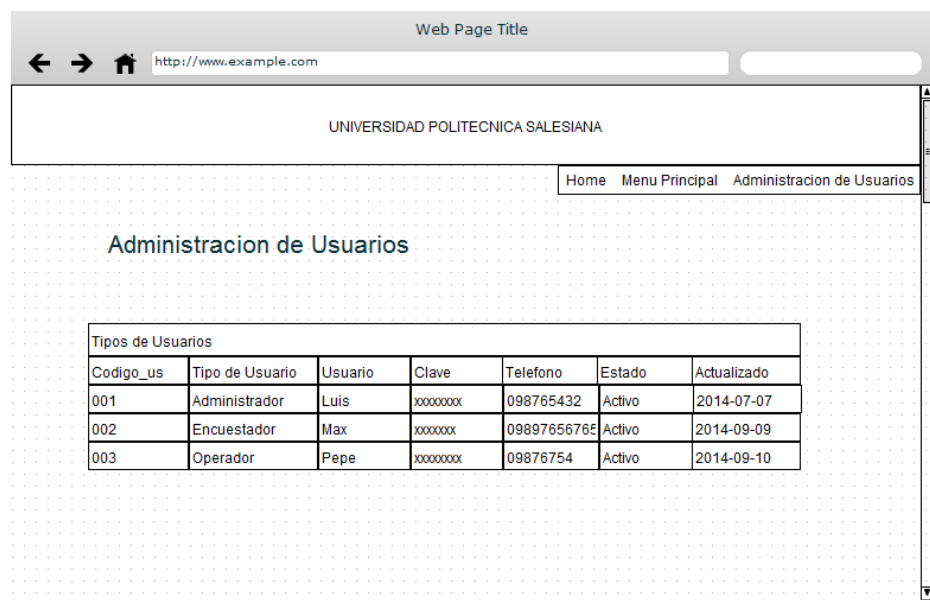 Web Page Title
http://www.example.com
UNIVERSIDAD POLITECNICA SALESIANA
Home Menu Principal Administracion de Usuarios
Administracion de Usuarios
Tipos de Usuarios
Codigo_us Tipo de Usuario Usuario Clave Telefono Estado Actualizado
001 Administrador Luis xxxxxxxx 098765432 Activo 2014-07-07
002 Encuestador Max xxxxxxx 09897656765 Activo 2014-09-09
003 Operador Pepe xxxxxxxx 09876754 Activo 2014-09-10